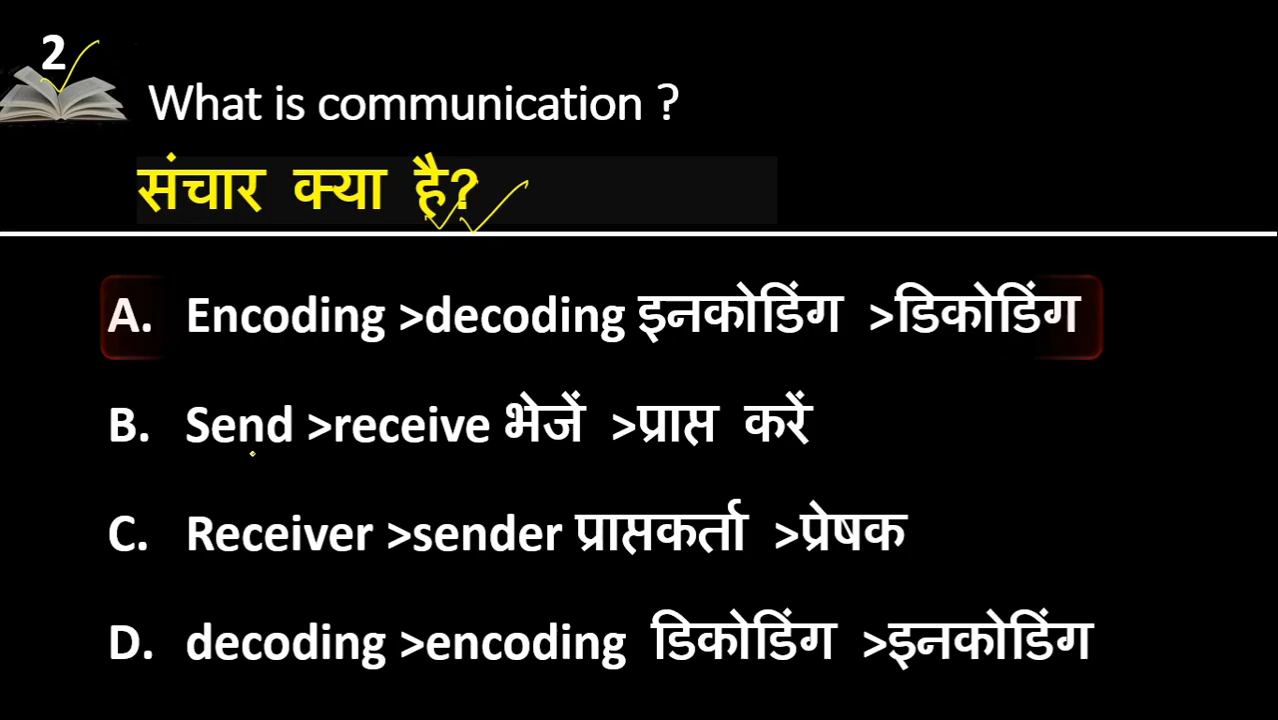 2
What is communication ?
संचार क्या है?
A. Encoding >decoding इनकोडिंग >डिकोडिंग
B. Send >receive भेजें >प्राप्त करें
C. Receiver >sender प्राप्तकर्ता >प्रेषक
D. decoding >encoding डिकोडिंग >इनकोडिंग